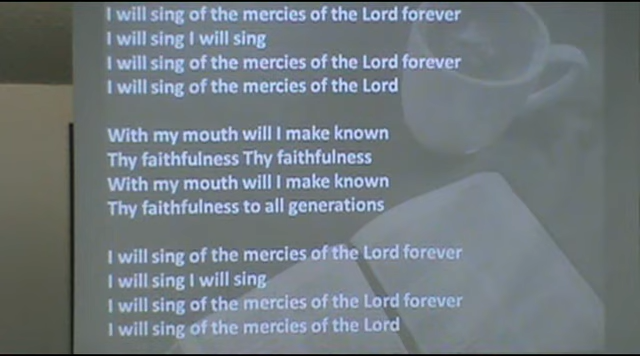 I will sing of the mercies of the Lord forever
I will sing I will sing
I will sing of the mercies of the Lord forever
I will sing of the mercies of the Lord
With my mouth will I make known
Thy faithfulness Thy faithfulness
With my mouth will I make known
Thy faithfulness to all generations
I will sing of the mercies of the Lord forever
I will sing I will sing
I will sing of the mercies of the Lord forever
I will sing of the mercies of the Lord